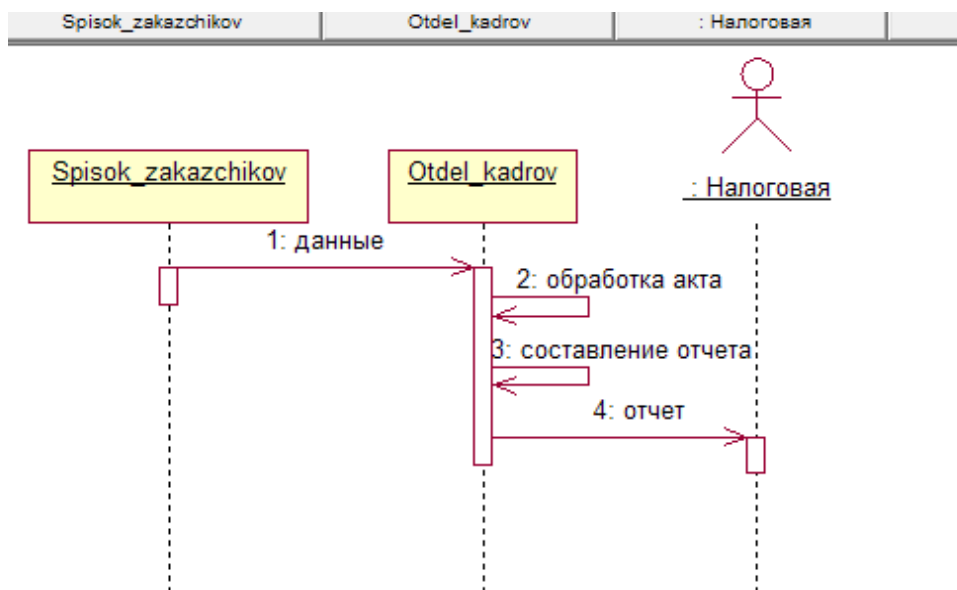 Spisok_zakazchikov
Otdel_kadrov
: Налоговая
Spisok_zakazchikov
Otdel_kadrov
: Налоговая
1: данные
2: обработка акта
3: составление отчета
4: отчет